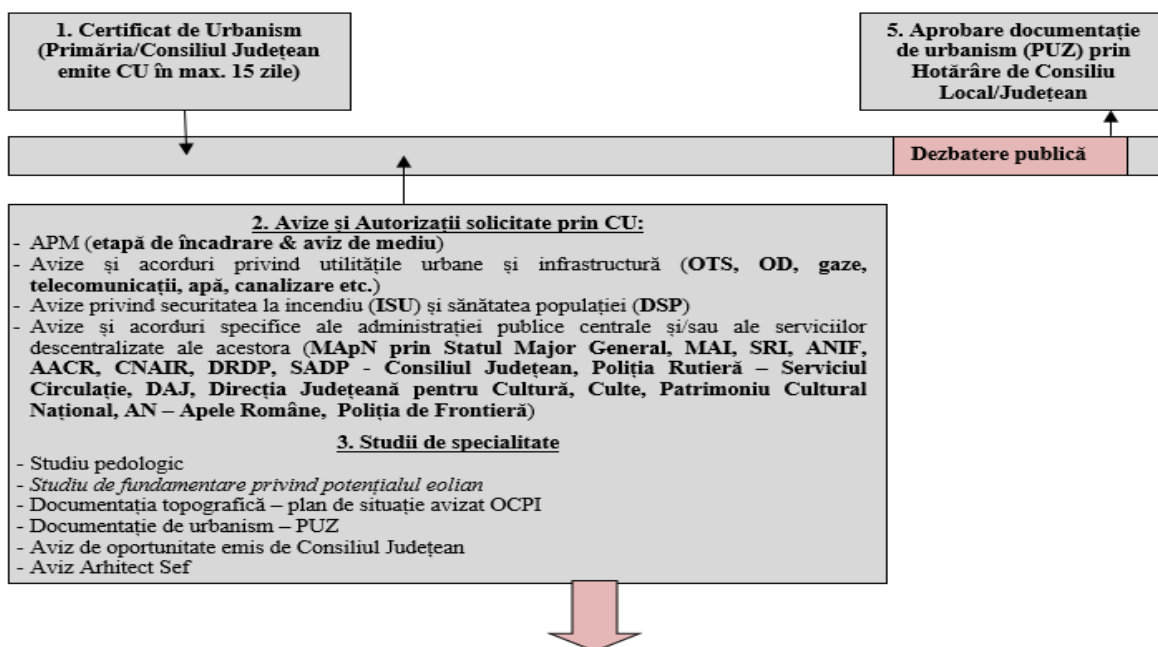 1. Certificat de Urbanism
(Primăria/Consiliul Județean
emite CU în max. 15 zile)
5. Aprobare documentație
de urbanism (PUZ) prin
Hotărâre de Consiliu
Local/Județean
Dezbatere publică
2. Avize și Autorizații solicitate prin CU:
- APM (etapă de încadrare & aviz de mediu)
- Avize și acorduri privind utilitățile urbane și infrastructură (OTS, OD, gaze,
telecomunicații, apă, canalizare etc.)
- Avize privind securitatea la incendiu (ISU) și sănătatea populației (DSP)
- Avize și acorduri specifice ale administrației publice centrale și/sau ale serviciilor
descentralizate ale acestora (MApN prin Statul Major General, MAI, SRI, ANIF,
AACR, CNAIR, DRDP, SADP - Consiliul Județean, Poliția Rutieră – Serviciul
Circulație, DAJ, Direcția Județeană pentru Cultură, Culte, Patrimoniu Cultural
Național, AN – Apele Române, Poliția de Frontieră)
3. Studii de specialitate
- Studiu pedologic
- Studiu de fundamentare privind potențialul eolian
- Documentația topografică – plan de situație avizat OCPI
- Documentație de urbanism – PUZ
- Aviz de oportunitate emis de Consiliul Județean
- Aviz Arhitect Sef